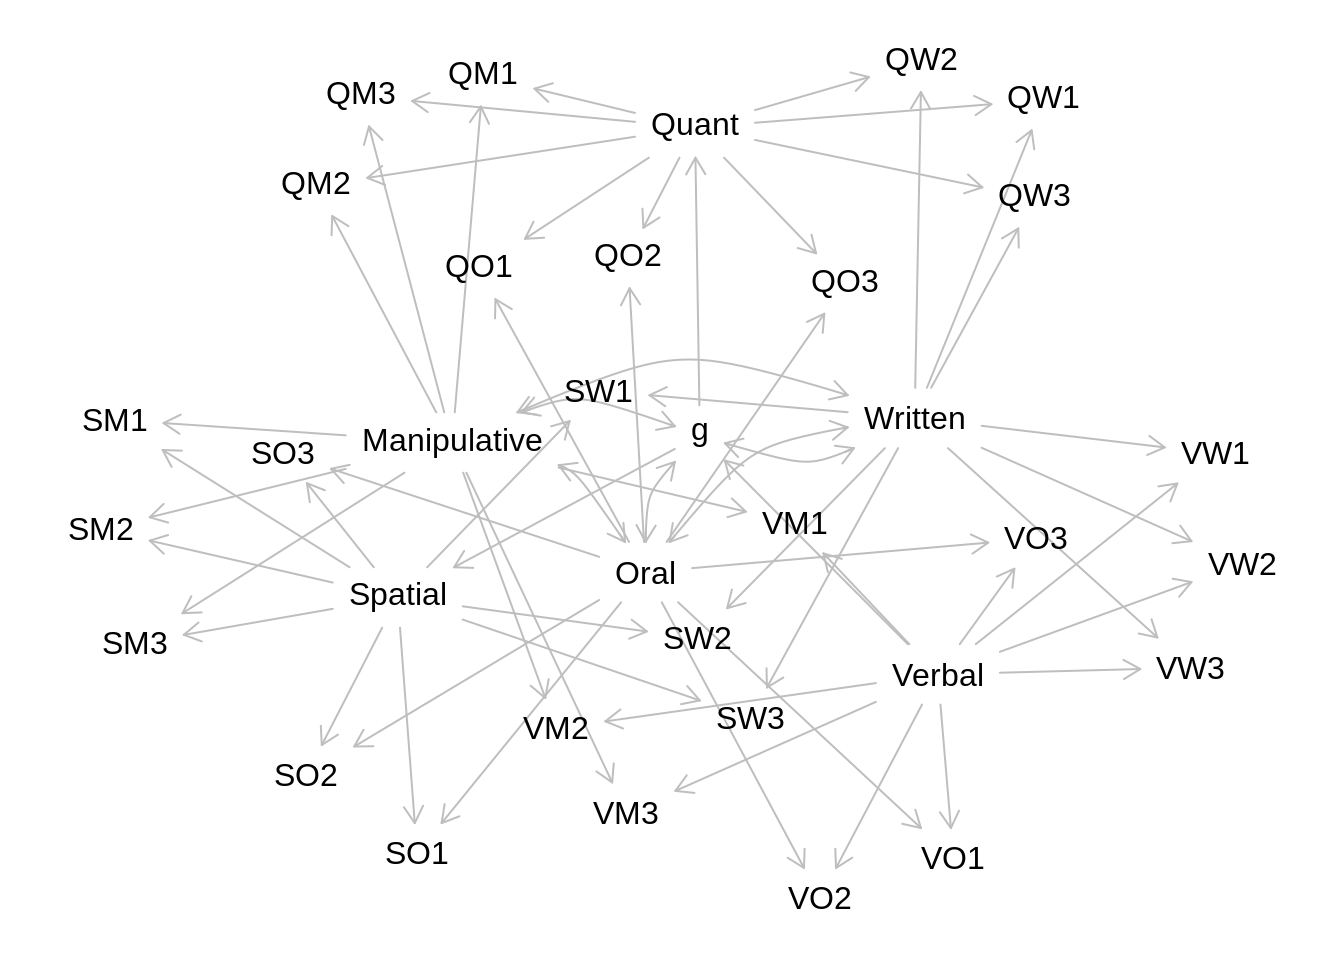 QW2
QM1
QM3
QW1
Quant
QM2
QW3
QO2
QO1
QO3
SW1
SM1
Written
g
Manipulative
SO3
VW1
VM1
SM2
VO3
VW2
Oral
Spatial
SW2
SM3
VW3
Verbal
SW3
VM2
SO2
VM3
SO1
VO1
VO2